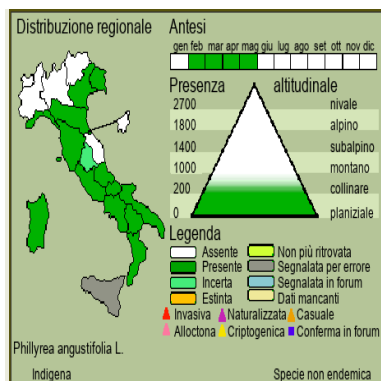 Distribuzione regionale
Antesi
gen feb mar apr mag giu lug ago set ott nov dic
Presenza altitudinale
2700 nivale
1800 alpino
1400 subalpino
1000 montano
200 collinare
0 planiziale
Legenda
Assente Non più ritrovata
Presente Segnalata per errore
Incerta Segnalata in forum
Estinta Dati mancanti
Invasiva Naturalizzata Casuale
Alloctona Criptogenica Conferma in forum
Phillyrea angustifolia L.
Indigena Specie non endemica